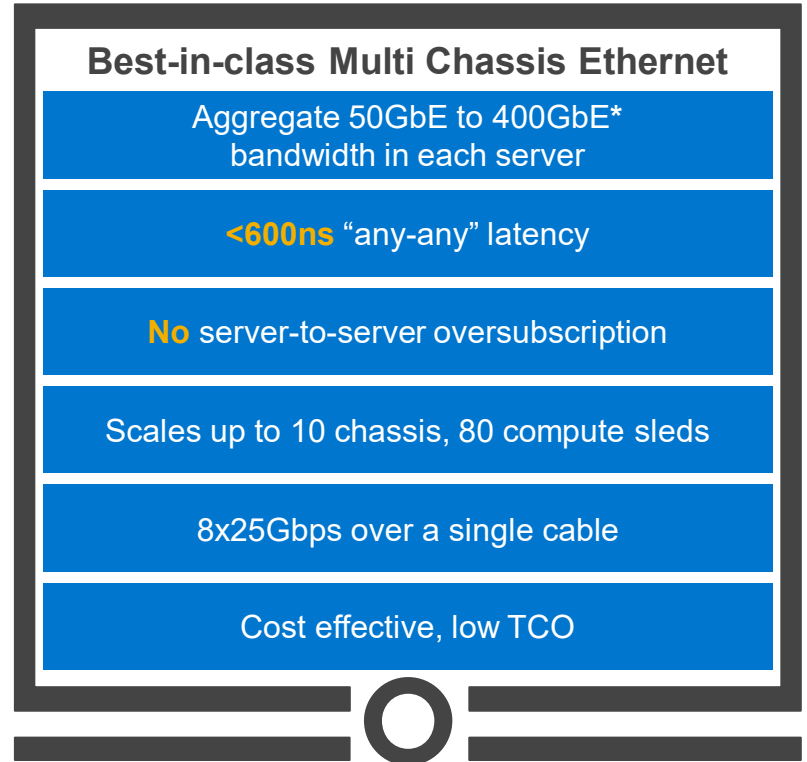 Best-in-class Multi Chassis Ethernet
Aggregate 50GbE to 400GbE*
bandwidth in each server
<600ns “any-any” latency
No server-to-server oversubscription
Scales up to 10 chassis, 80 compute sleds
8x25Gbps over a single cable
Cost effective, low TCO